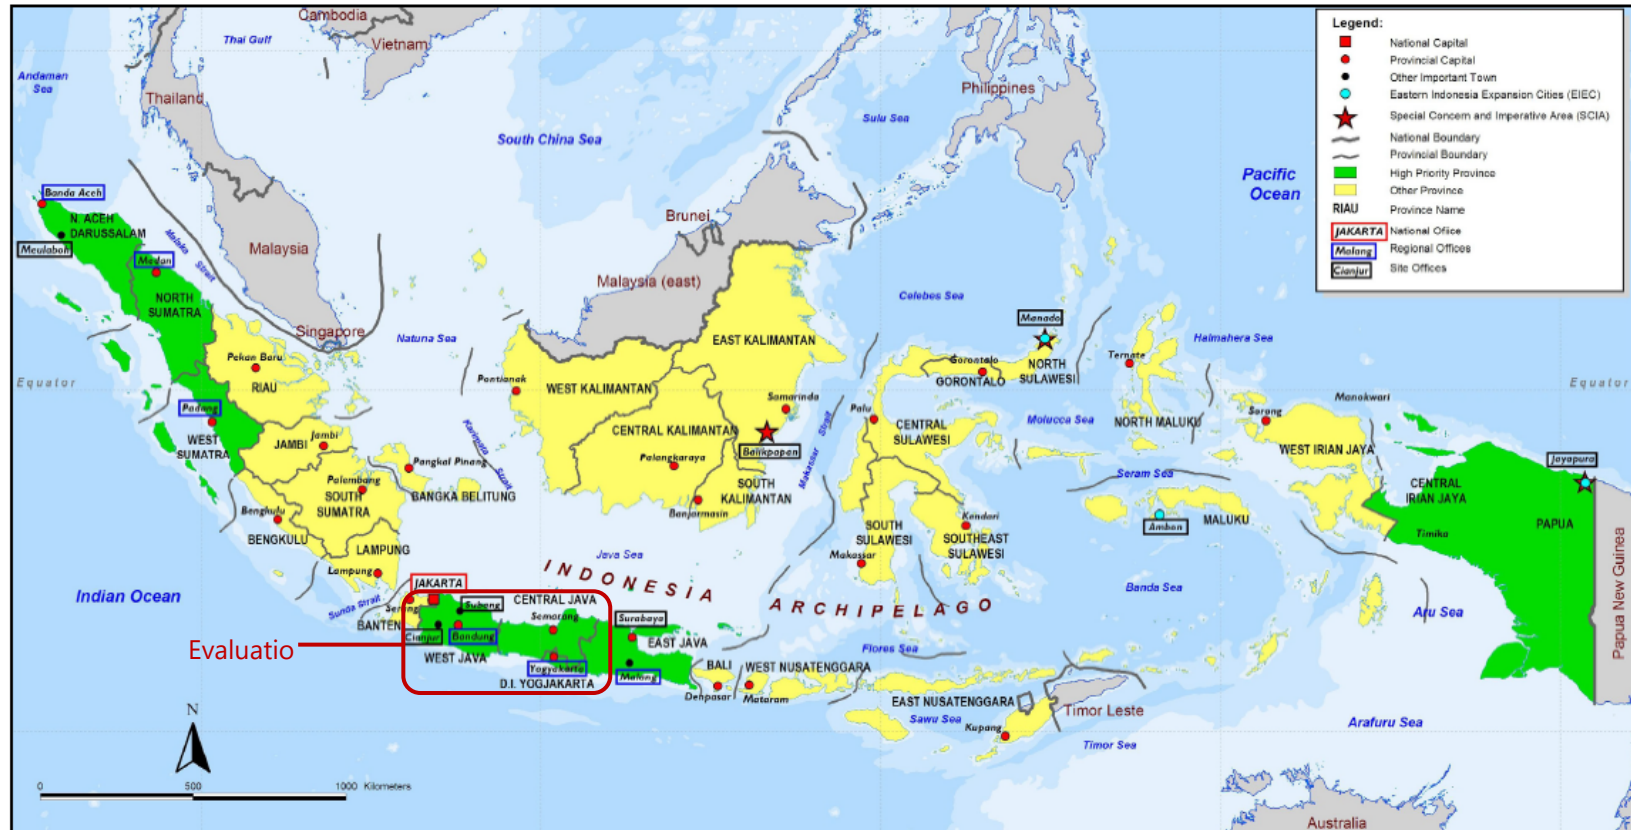 Legend:
National Capital
Provincial Capital
Other Important Town
Eastern Indonesia Expansion Cities (EIEC)
Special Concern and Imperative Area (SCIA)
National Boundary
Provincial Boundary
High Priority Province
Other Province
RIAU Province Name
JAKARTA National Office
Malang Regional Offices
Cianjur Site Offices
Cambodia
Thai Gulf
Vietnam
Andaman
Sea
Thailand
Philippines
Sulu Sea
South China Sea
Pacific
Ocean
Banda Aceh
N. ACEH
DARUSSALAM
Meulaboh
Malaka Strait
Medan
Malaysia
Brunei
Malaysia (east)
NORTH
SUMATRA
Singapore
Natuna Sea
Celebes Sea
Manado
Halmahera Sea
EAST KALIMANTAN
Pekan Baru
RIAU
Equator
Equator
Pontianak
WEST KALIMANTAN
Gorontalo
GORONTALO
NORTH
SULAWESI
Ternate
Manokwari
Padang
WEST
SUMATRA
JAMBI
Jambi
Karimata Strait
CENTRAL KALIMANTAN
Samarinda
Makassar Strait
Palu
CENTRAL
SULAWESI
Molucca Sea
NORTH MALUKU
Sorong
WEST IRIAN JAYA
Pangkal Pinang
BANGKA BELITUNG
Palembang
SOUTH
SUMATRA
Palangkaraya
Balikpapan
SOUTH
KALIMANTAN
Banjarmasin
Seram Sea
Jayapura
CENTRAL
IRIAN JAYA
Bengkulu
BENGKULU
LAMPUNG
Lampung
SOUTH
SULAWESI
Kendari
SOUTHEAST
SULAWESI
Makassar
Ambon
MALUKU
PAPUA
Timika
Java Sea
INDONESIA ARCHIPELAGO
Banda Sea
Aru Sea
Papua New Guinea
Indian Ocean
Sunda Strait
JAKARTA
Serang
BANTEN
Subang
Cianjur
Bandung
WEST JAVA
CENTRAL JAVA
Semarang
Yogyakarta
D.I. YOGJAKARTA
Surabaya
EAST JAVA
Malang
Evaluatio
BALI
Denpasar
WEST NUSATENGGARA
Mataram
Flores Sea
EAST NUSATENGGARA
Sawu Sea
Kupang
Timor Leste
Timor Sea
Arafuru Sea
Australia
N
0 500 1000 Kilometers